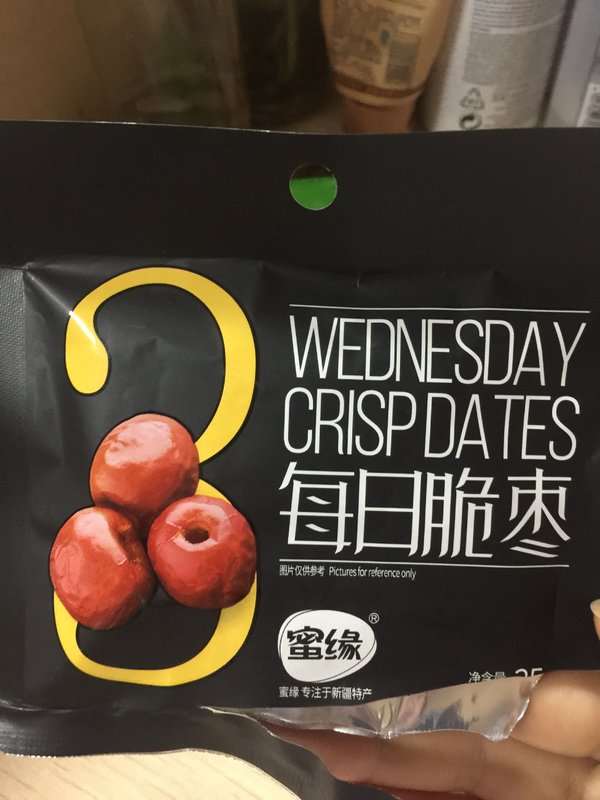 3
WEDNESDAY
CRISP DATES
每日脆枣
图片仅供参考 Pictures for reference only
蜜缘®
蜜缘 专注于新疆特产
净含量